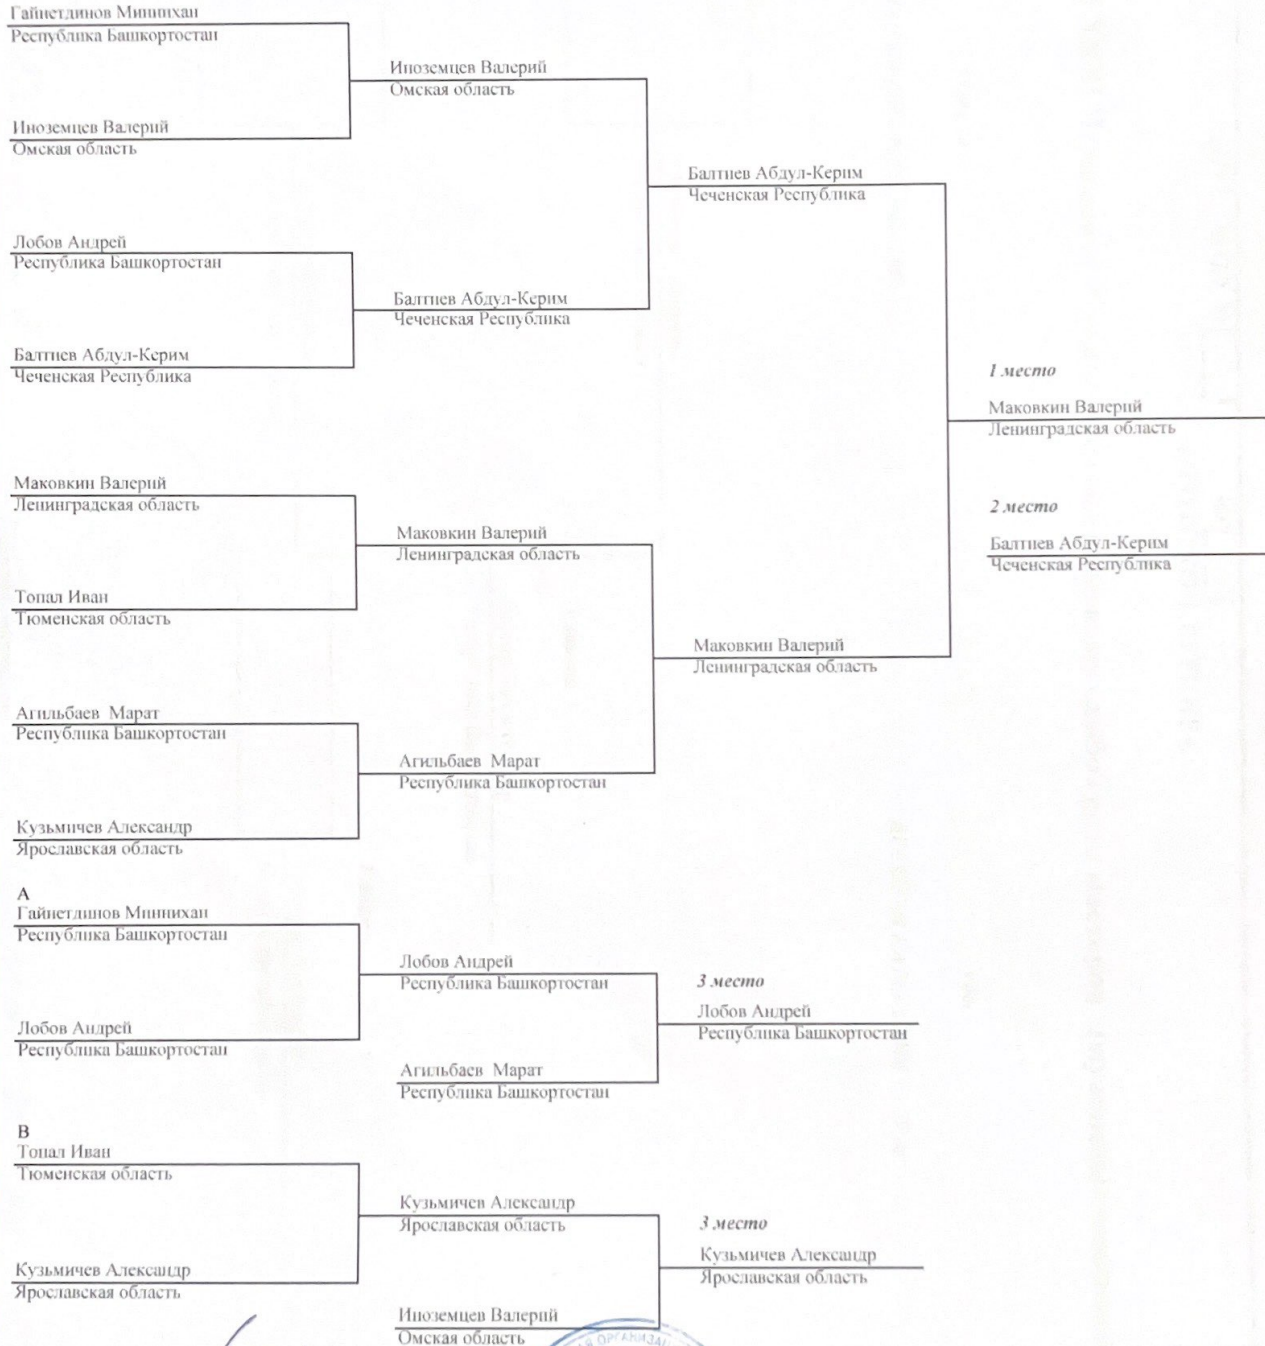 Гайнетдинов Миннихан
Республика Башкортостан
Иноземцев Валерий
Омская область
Иноземцев Валерий
Омская область
Балтиев Абдул-Керим
Чеченская Республика
Лобов Андрей
Республика Башкортостан
Балтиев Абдул-Керим
Чеченская Республика
Балтиев Абдул-Керим
Чеченская Республика
1 место
Маковкин Валерий
Ленинградская область
Маковкин Валерий
Ленинградская область
2 место
Маковкин Валерий
Ленинградская область
Балтиев Абдул-Керим
Чеченская Республика
Топал Иван
Тюменская область
Маковкин Валерий
Ленинградская область
Агильбаев Марат
Республика Башкортостан
Агильбаев Марат
Республика Башкортостан
Кузьмичев Александр
Ярославская область
А
Гайнетдинов Миннихан
Республика Башкортостан
Лобов Андрей
Республика Башкортостан
3 место
Лобов Андрей
Республика Башкортостан
Лобов Андрей
Республика Башкортостан
Агильбаев Марат
Республика Башкортостан
В
Топал Иван
Тюменская область
Кузьмичев Александр
Ярославская область
3 место
Кузьмичев Александр
Ярославская область
Кузьмичев Александр
Ярославская область
Иноземцев Валерий
Омская область